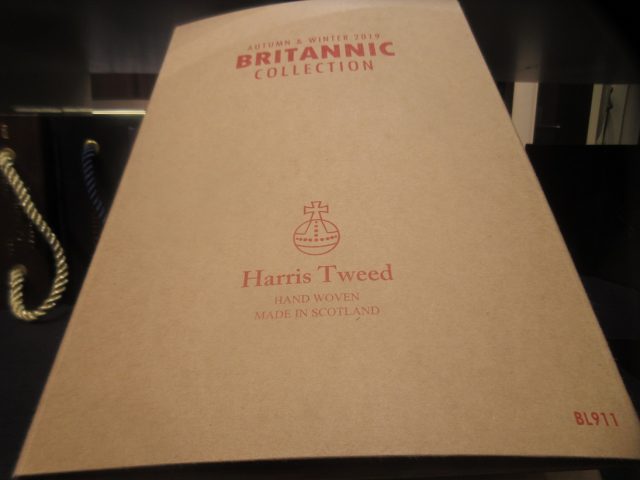 AUTUMN & WINTER 2019
BRITANNIC
COLLECTION
Harris Tweed
HAND WOVEN
MADE IN SCOTLAND
BL911